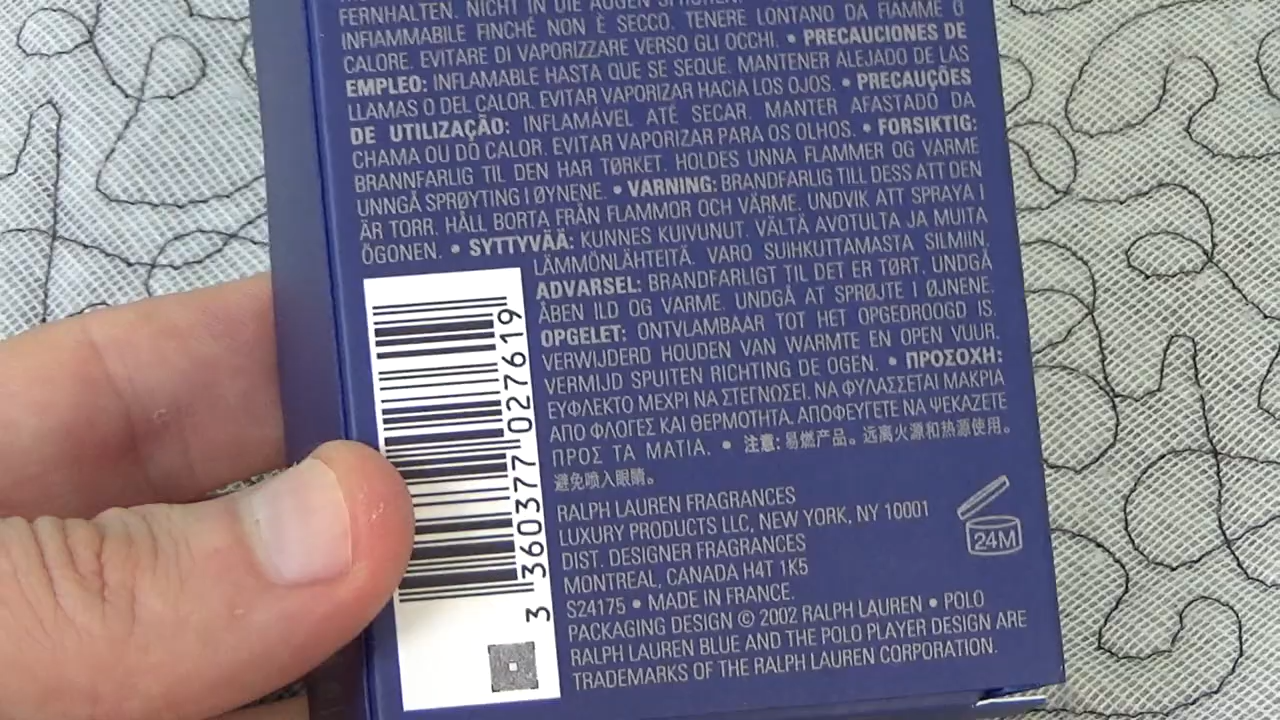 FERNHALTEN. NICHT IN DIE AUGEN
INFIAMMABILE FINCHÉ NON È SECCO. TENERE LONTANO DA FIAMME O
CALORE. EVITARE DI VAPORIZZARE VERSO GLI OCCHI. • PRECAUCIONES DE
EMPLEO: INFLAMABLE HASTA QUE SE SEQUE. MANTENER ALEJADO DE LAS
LLAMAS O DEL CALOR. EVITAR VAPORIZAR HACIA LOS OJOS. • PRECAUÇÕES
DE UTILIZAÇÃO: INFLAMÁVEL ATÉ SECAR. MANTER AFASTADO DA
CHAMA OU DO CALOR. EVITAR VAPORIZAR PARA OS OLHOS. • FORSIKTIG:
BRANNFARLIG TIL DEN HAR TØRKET. HOLDES UNNA FLAMMER OG VARME
UNNGÅ SPRØYTING I ØYNENE. • VARNING: BRANDFARLIG TILL DESS ATT DEN
ÄR TORR. HÅLL BORTA FRÅN FLAMMOR OCH VÄRME. UNDVIK ATT SPRAYA I
ÖGONEN. • SYTTYVÄÄ: KUNNES KUIVUNUT. VÄLTÄ AVOTULTA JA MUITA
LÄMMÖNLÄHTEITÄ. VARO SUIHKUTTAMASTA SILMIIN.
ADVARSEL: BRANDFARLIGT TIL DET ER TØRT. UNDGÅ
ÅBEN ILD OG VARME. UNDGÅ AT SPRØJTE I ØJNENE.
OPGELET: ONTVLAMBAAR TOT HET OPGEDROOGD IS.
VERWIJDERD HOUDEN VAN WARMTE EN OPEN VUUR.
VERMIJD SPUITEN RICHTING DE OGEN. • ΠΡΟΣΟΧΗ:
ΕΥΦΛΕΚΤΟ ΜΕΧΡΙ ΝΑ ΣΤΕΓΝΩΣΕΙ. ΝΑ ΦΥΛΑΣΣΕΤΑΙ ΜΑΚΡΙΑ
ΑΠΟ ΦΛΟΓΕΣ ΚΑΙ ΘΕΡΜΟΤΗΤΑ. ΑΠΟΦΕΥΓΕΤΕ ΝΑ ΨΕΚΑΖΕΤΕ
ΠΡΟΣ ΤΑ ΜΑΤΙΑ. • 注意: 易燃产品。远离火源和热源使用。
避免喷入眼睛。
RALPH LAUREN FRAGRANCES
LUXURY PRODUCTS LLC, NEW YORK, NY 10001
DIST. DESIGNER FRAGRANCES
MONTREAL, CANADA H4T 1K5
S24175 • MADE IN FRANCE.
PACKAGING DESIGN © 2002 RALPH LAUREN • POLO
RALPH LAUREN BLUE AND THE POLO PLAYER DESIGN ARE
TRADEMARKS OF THE RALPH LAUREN CORPORATION.
24M
3 360377 027619